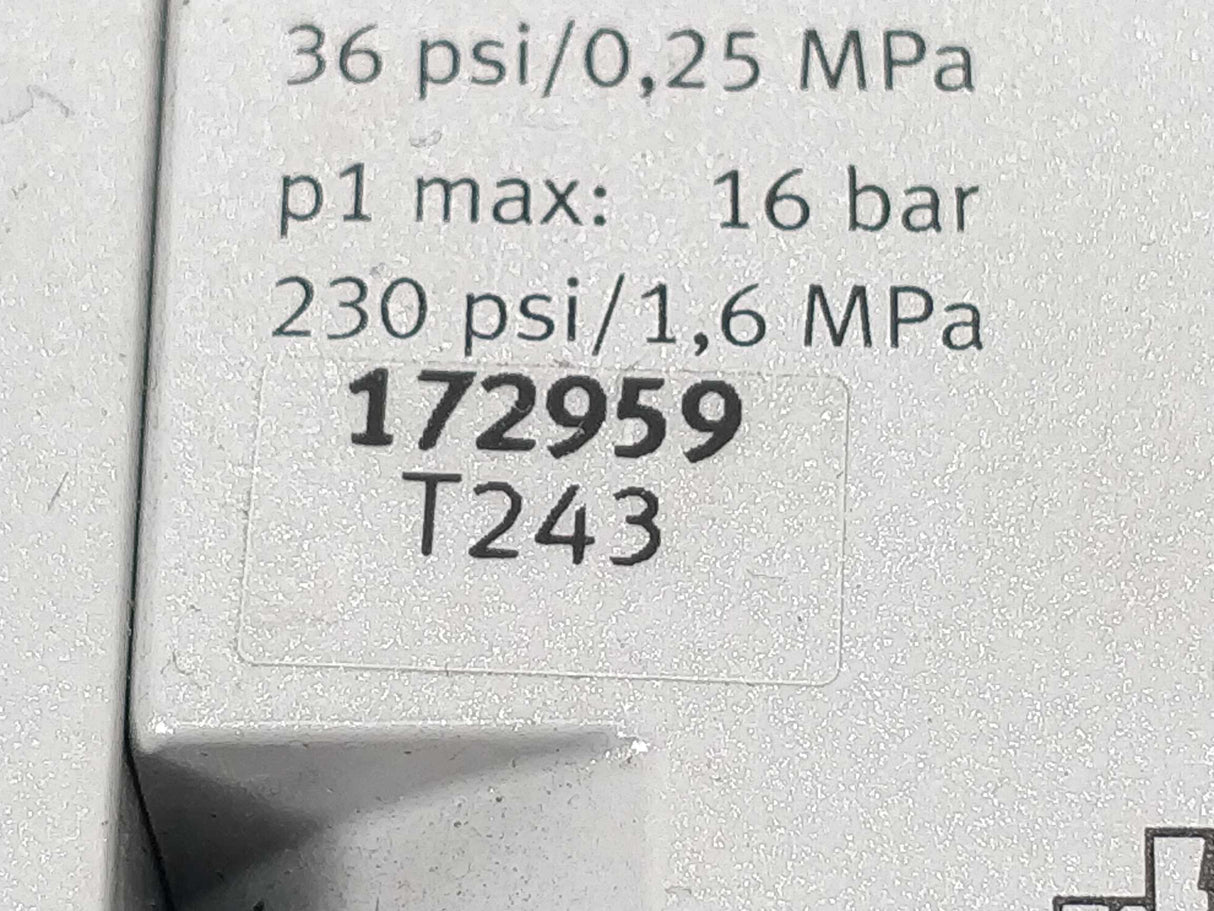 36 psi/0,25 MPa
p1 max: 16 bar
230 psi/1,6 MPa
172959
T243